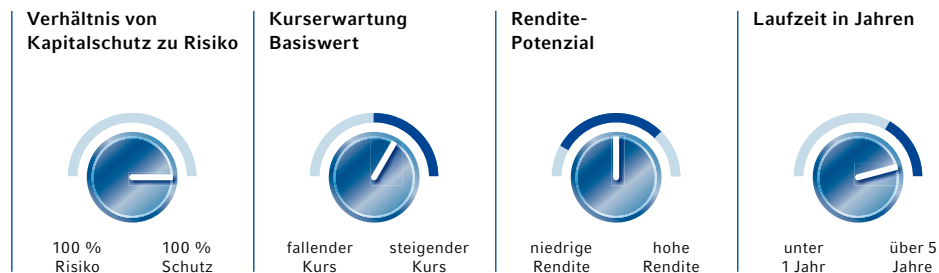 Verhältnis von
Kapitalschutz zu Risiko
100 %
Risiko
100 %
Schutz
Kurserwartung
Basiswert
fallender
Kurs
steigender
Kurs
Rendite-
Potenzial
niedrige
Rendite
hohe
Rendite
Laufzeit in Jahren
unter
1 Jahr
über 5
Jahre